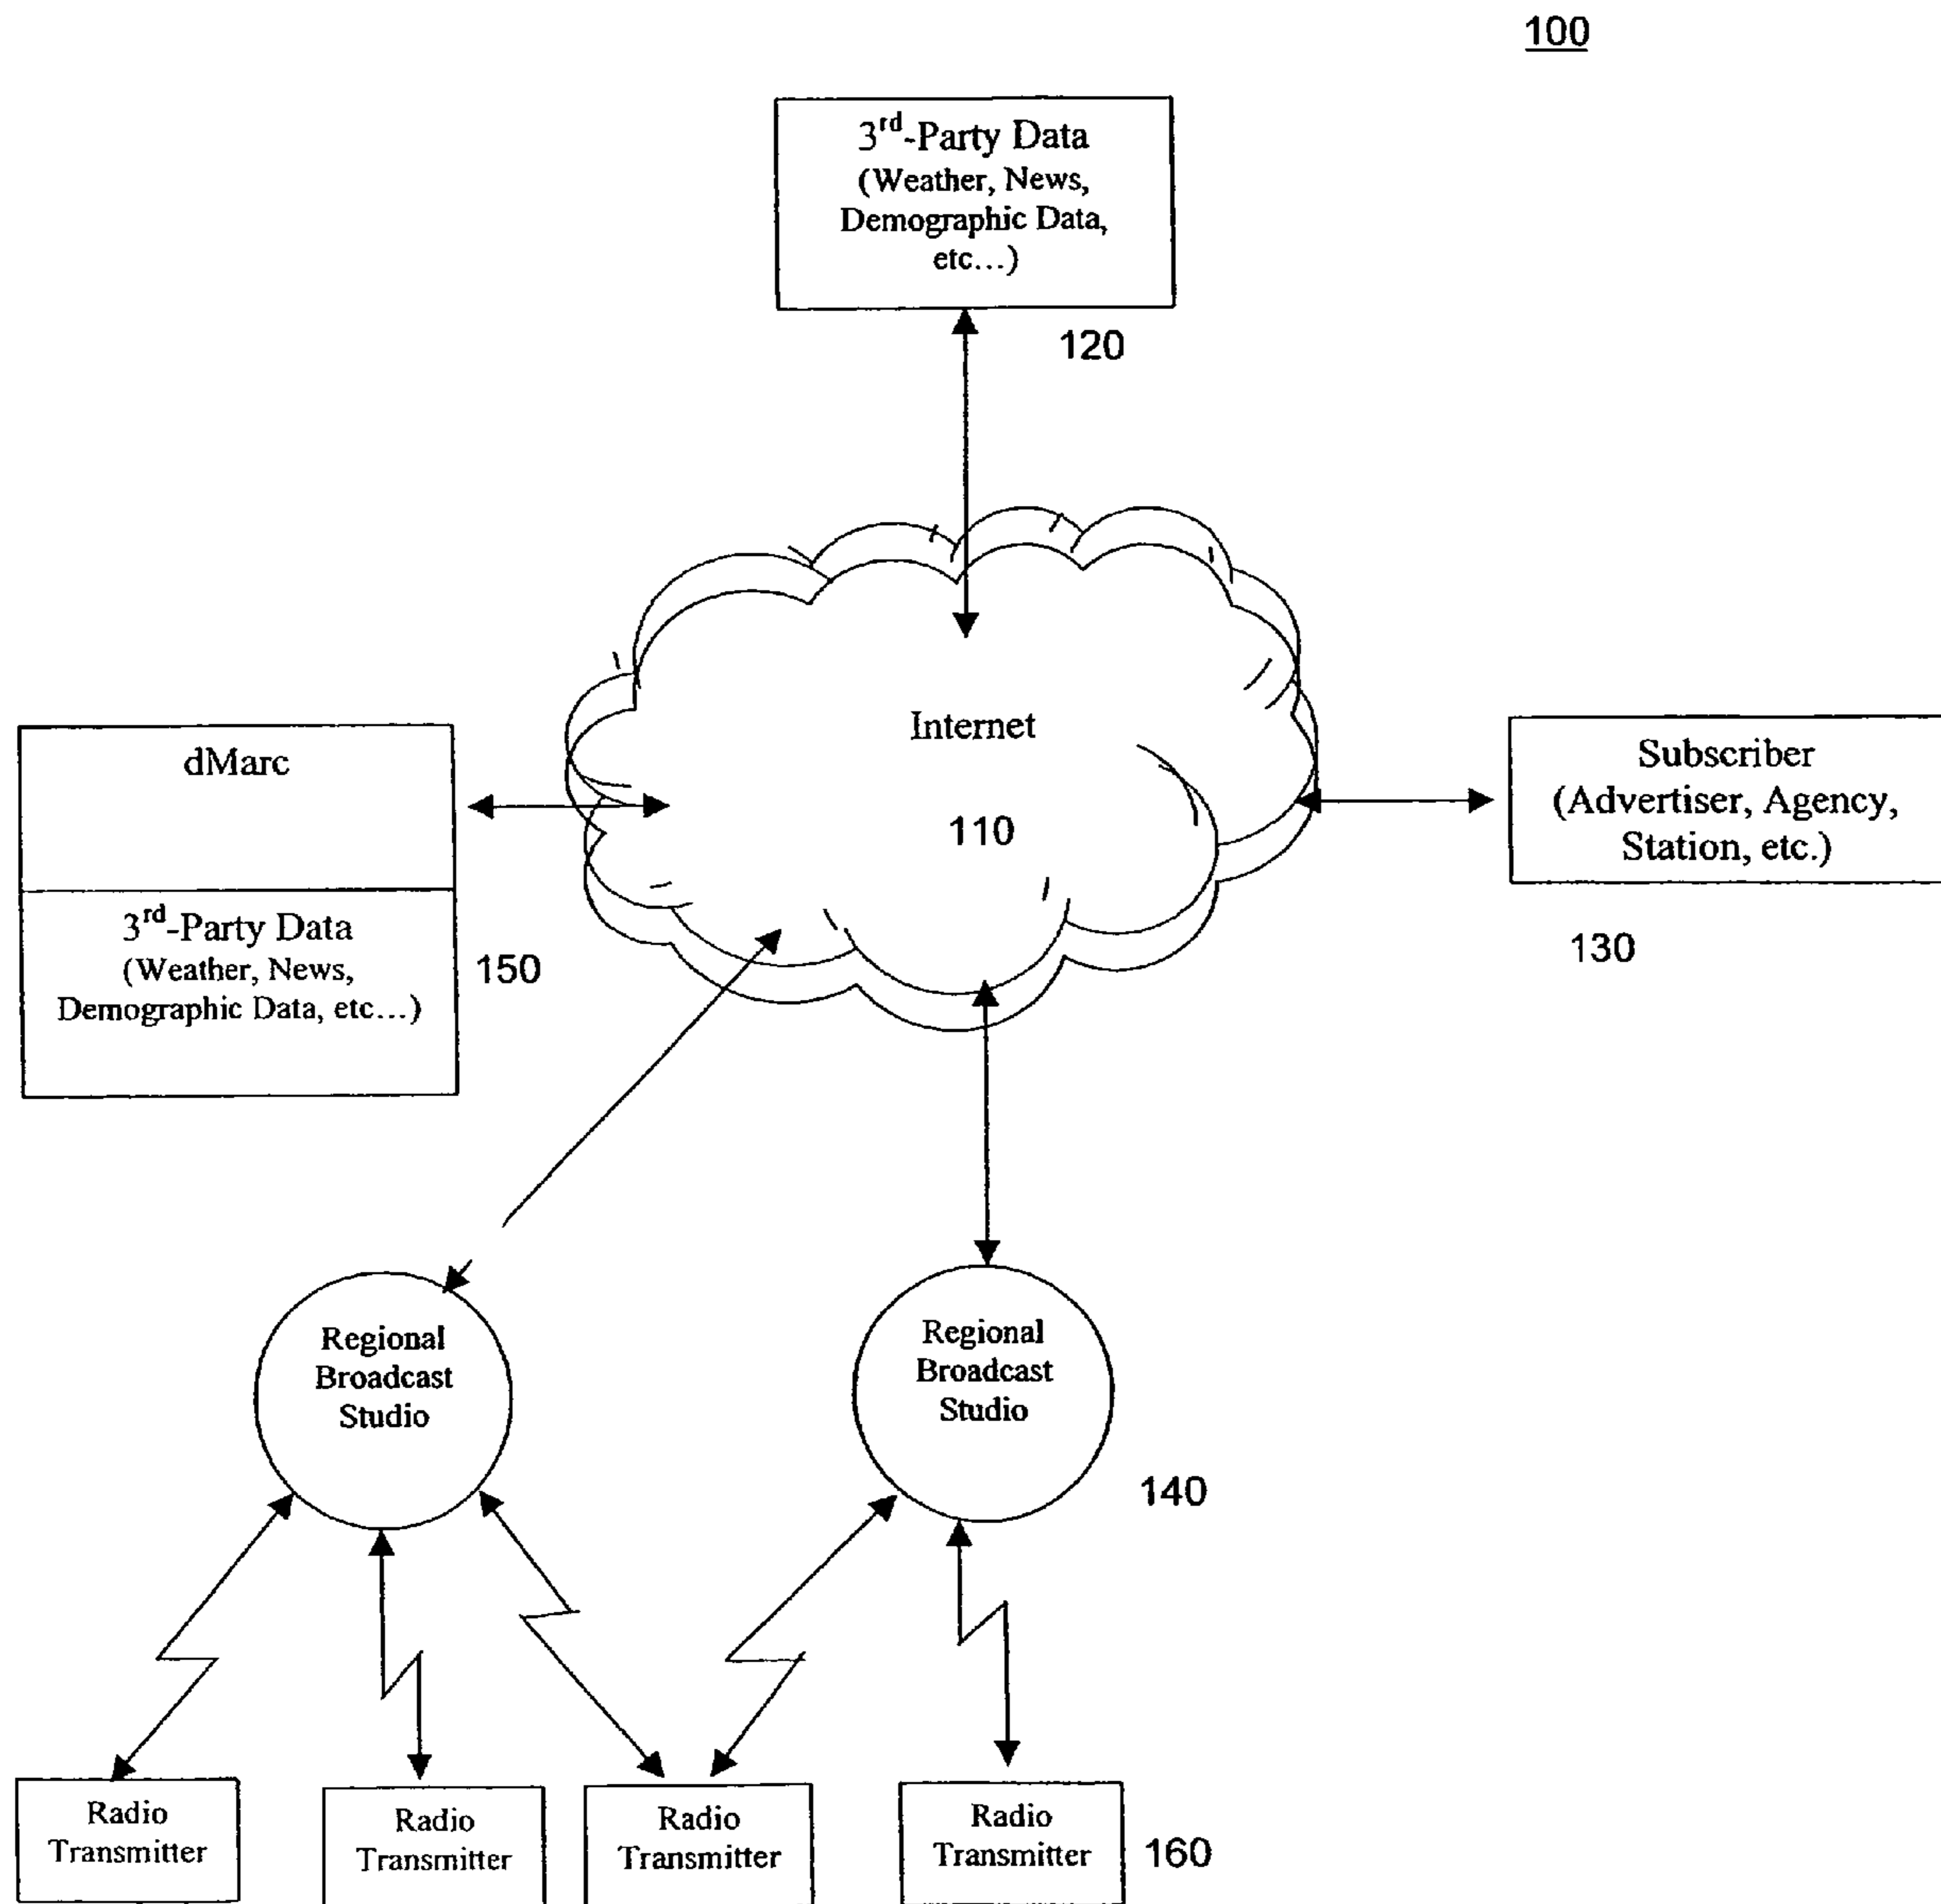 100
3rd-Party Data
(Weather, News,
Demographic Data,
etc...)
120
Internet
110
dMarc
3rd-Party Data
(Weather, News,
Demographic Data, etc...)
150
Subscriber
(Advertiser, Agency,
Station, etc.)
130
Regional
Broadcast
Studio
Regional
Broadcast
Studio
140
Radio
Transmitter
Radio
Transmitter
Radio
Transmitter
Radio
Transmitter
160